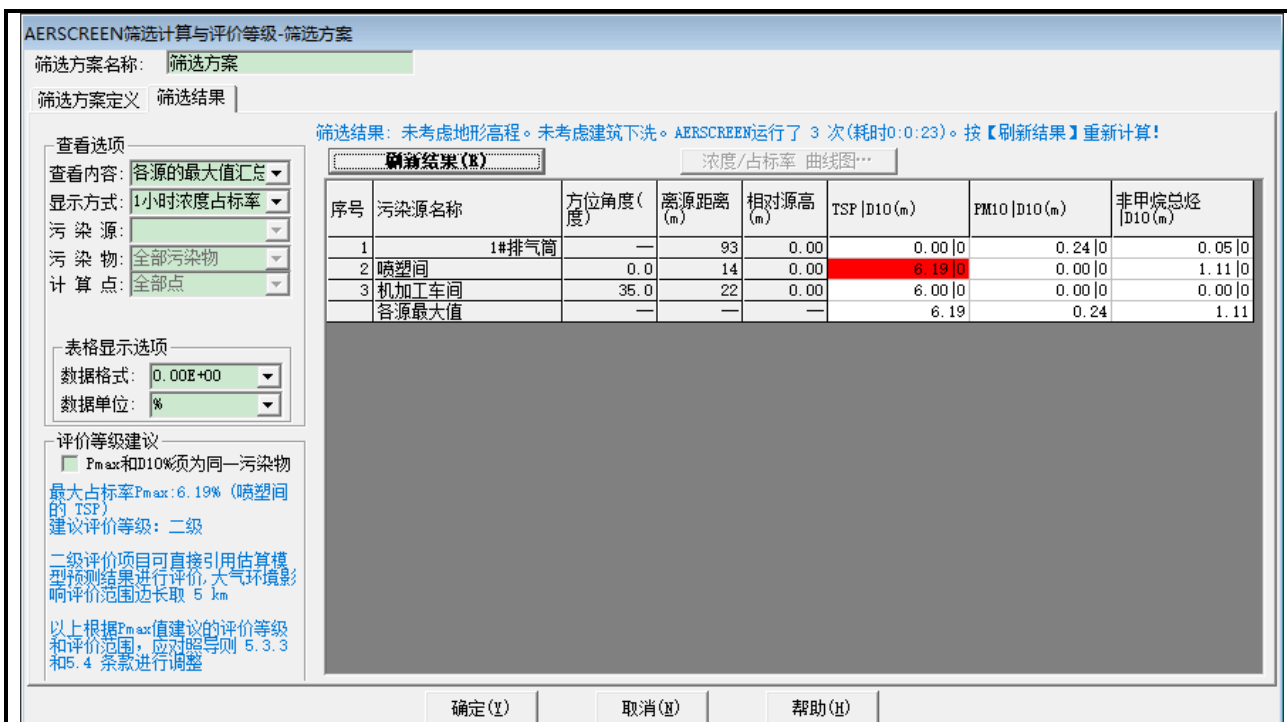 AERSCREEN筛选计算与评价等级-筛选方案
筛选方案名称: 筛选方案
筛选方案定义 筛选结果
筛选结果: 未考虑地形高程。未考虑建筑下洗。AERSCREEN运行了 3 次(耗时0:0:23)。按【刷新结果】重新计算!
刷新结果(R) 浓度/占标率 曲线图…
查看选项
查看内容: 各源的最大值汇总
显示方式: 1小时浓度占标率
污 染 源:
污 染 物: 全部污染物
计 算 点: 全部点
表格显示选项
数据格式: 0.00E+00
数据单位: %
评价等级建议
Pmax和D10%须为同一污染物
最大占标率Pmax:6.19% (喷塑间
的 TSP)
建议评价等级: 二级
二级评价项目可直接引用估算模
型预测结果进行评价,大气环境影
响评价范围边长取 5 km
以上根据Pmax值建议的评价等级
和评价范围, 应对照导则 5.3.3
和5.4 条款进行调整
序号 污染源名称 方位角度(度) 离源距离(m) 相对源高(m) TSP|D10(m) PM10|D10(m) 非甲烷总烃|D10(m)
1 1#排气筒 — 93 0.00 0.00|0 0.24|0 0.05|0
2 喷塑间 0.0 14 0.00 6.19|0 0.00|0 1.11|0
3 机加工车间 35.0 22 0.00 6.00|0 0.00|0 0.00|0
各源最大值 — — — 6.19 0.24 1.11
确定(Y) 取消(N) 帮助(H)